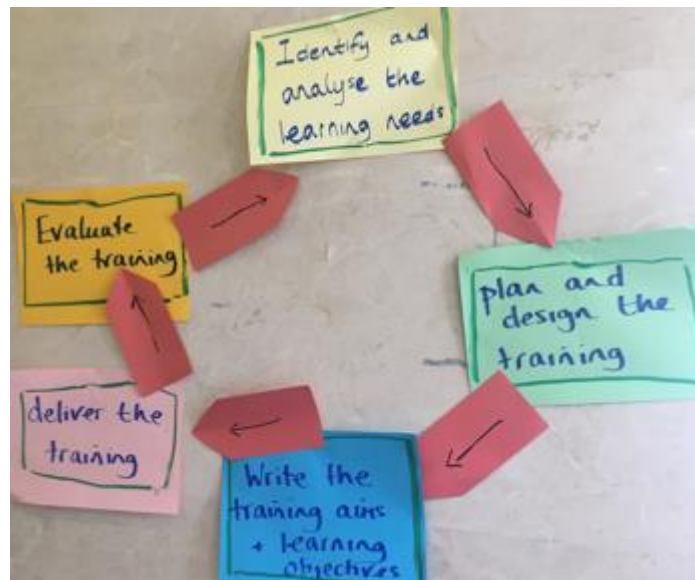 Identify and
analyse the
learning needs
plan and
design the
training
Write the
training aims
+ learning
objectives
deliver the
training
Evaluate
the training